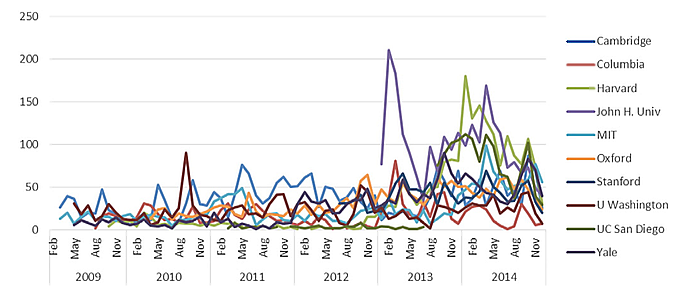 250
200
150
100
50
0
Feb May Aug Nov Feb May Aug Nov Feb May Aug Nov Feb May Aug Nov Feb May Aug Nov Feb May Aug Nov
2009 2010 2011 2012 2013 2014
Cambridge
Columbia
Harvard
John H. Univ
MIT
Oxford
Stanford
U Washington
UC San Diego
Yale